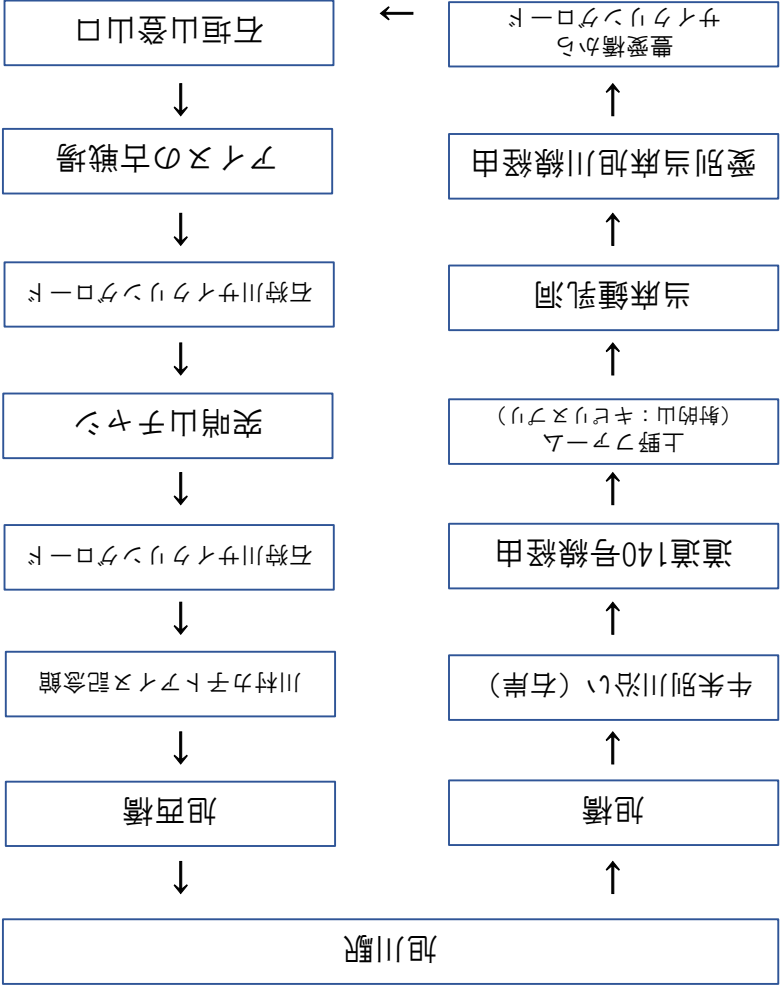 旭川駅
旭橋
牛朱別川沿い（右岸）
道道140号線経由
上野ファーム
（射的山：キピリヌプリ）
当麻鍾乳洞
愛別当麻旭川線経由
豊愛橋から
サイクリングロード
石垣山登山口
アイヌの古戦場
石狩川サイクリングロード
突哨山チャシ
石狩川サイクリングロード
川村カ子トアイヌ記念館
旭西橋